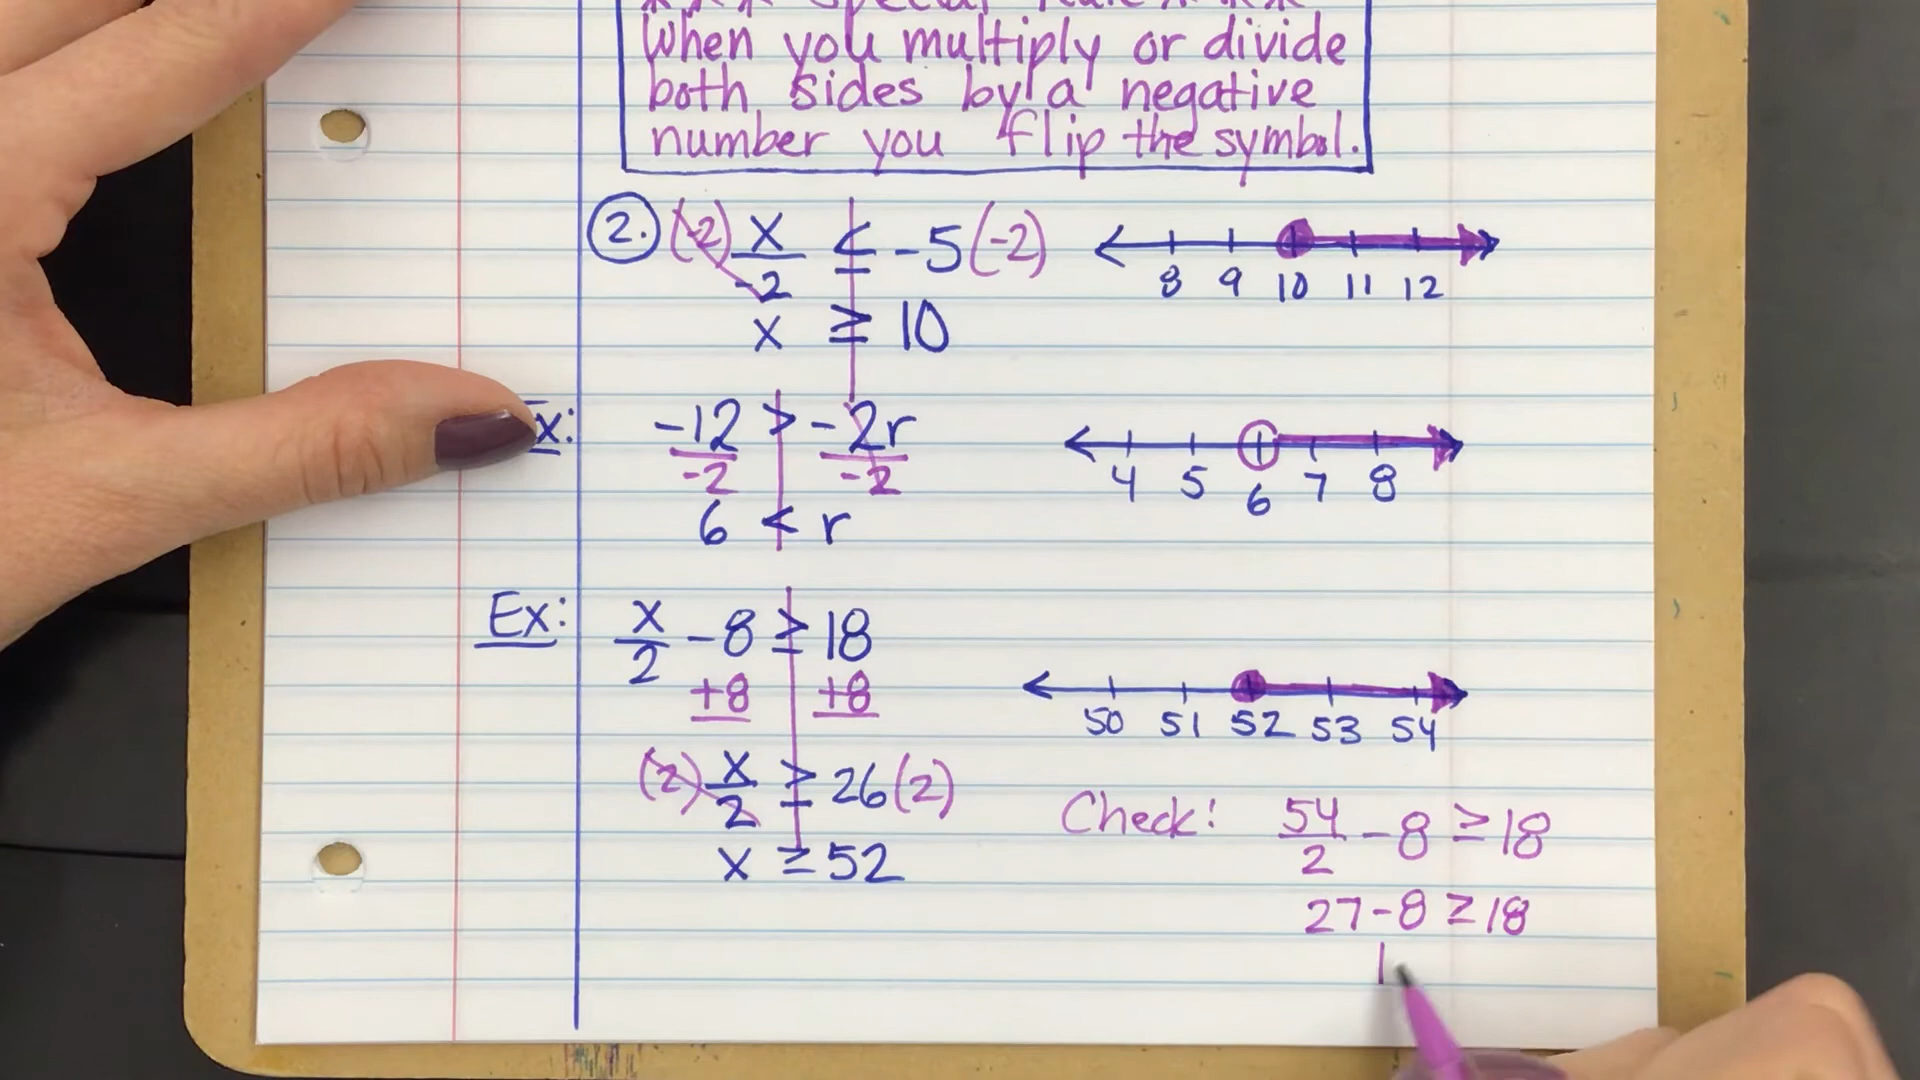 *** Special Rule***
When you multiply or divide
both sides by a negative
number you flip the symbol.
2. (-2) x/-2 ≤ -5(-2)
x ≥ 10
8 9 10 11 12
Ex: -12 > -2r
-2 -2
6 < r
4 5 6 7 8
Ex: x/2 - 8 ≥ 18
+8 +8
(2) x/2 ≥ 26(2)
x ≥ 52
50 51 52 53 54
Check: 54/2 - 8 ≥ 18
27-8 ≥ 18
1